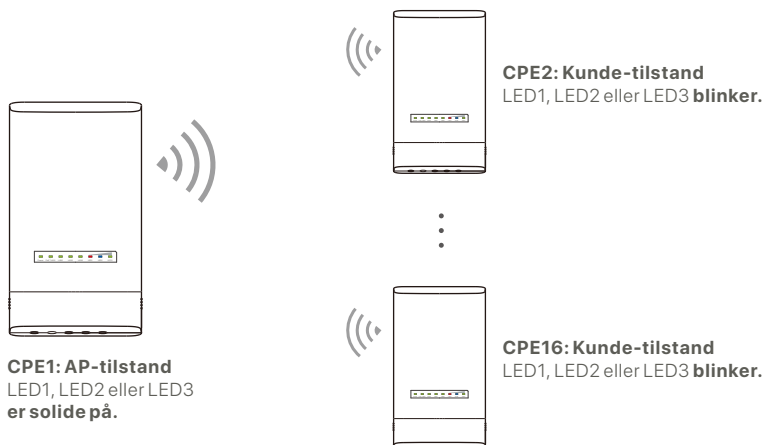 CPE2: Kunde-tilstand
LED1, LED2 eller LED3 blinker.
CPE1: AP-tilstand
LED1, LED2 eller LED3
er solide på.
CPE16: Kunde-tilstand
LED1, LED2 eller LED3 blinker.